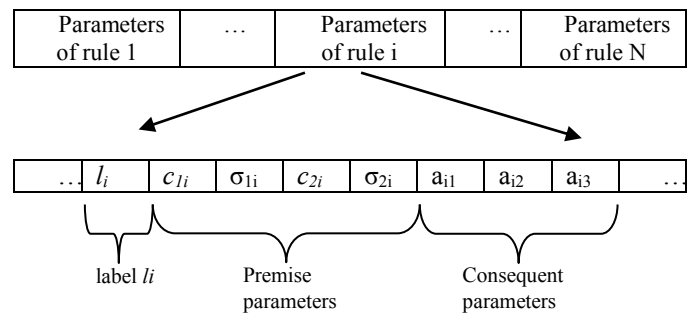 Parameters of rule 1 … Parameters of rule i … Parameters of rule N
… lᵢ c₁ᵢ σ₁ᵢ c₂ᵢ σ₂ᵢ aᵢ₁ aᵢ₂ aᵢ₃ …
label li
Premise parameters
Consequent parameters